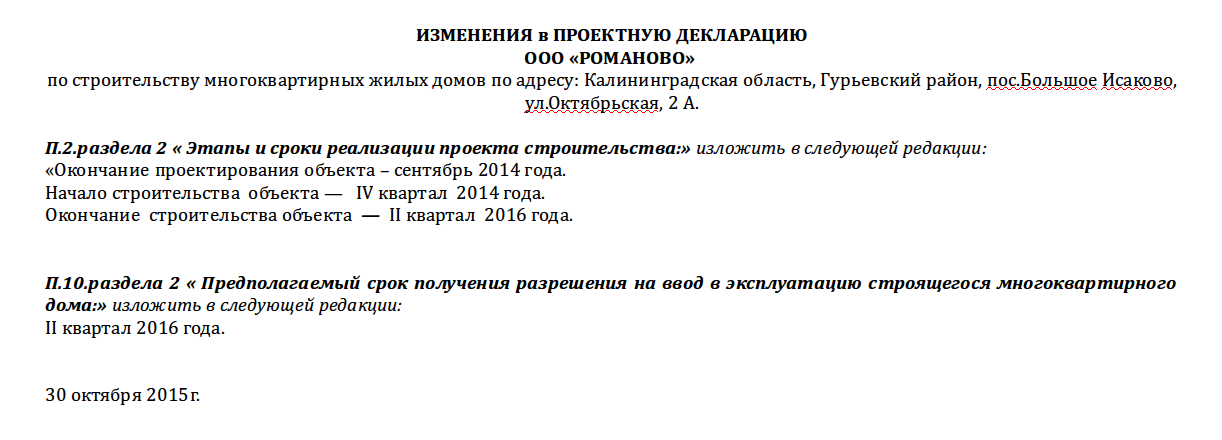 ИЗМЕНЕНИЯ в ПРОЕКТНУЮ ДЕКЛАРАЦИЮ
ООО «РОМАНОВО»
по строительству многоквартирных жилых домов по адресу: Калининградская область, Гурьевский район, пос.Большое Исаково,
ул.Октябрьская, 2 А.
П.2.раздела 2 « Этапы и сроки реализации проекта строительства:» изложить в следующей редакции:
«Окончание проектирования объекта – сентябрь 2014 года.
Начало строительства объекта — IV квартал 2014 года.
Окончание строительства объекта — II квартал 2016 года.
П.10.раздела 2 « Предполагаемый срок получения разрешения на ввод в эксплуатацию строящегося многоквартирного
дома:» изложить в следующей редакции:
II квартал 2016 года.
30 октября 2015г.